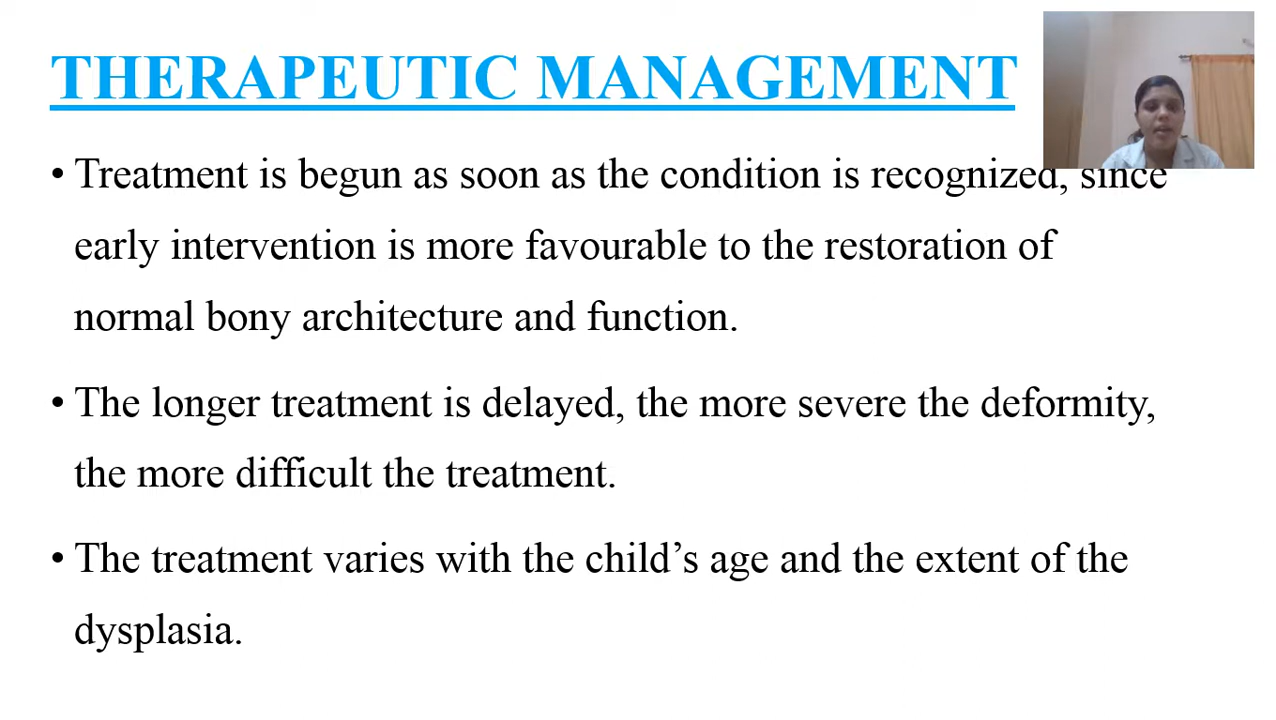 THERAPEUTIC MANAGEMENT
• Treatment is begun as soon as the condition is recognized, since
early intervention is more favourable to the restoration of
normal bony architecture and function.
• The longer treatment is delayed, the more severe the deformity,
the more difficult the treatment.
• The treatment varies with the child’s age and the extent of the
dysplasia.